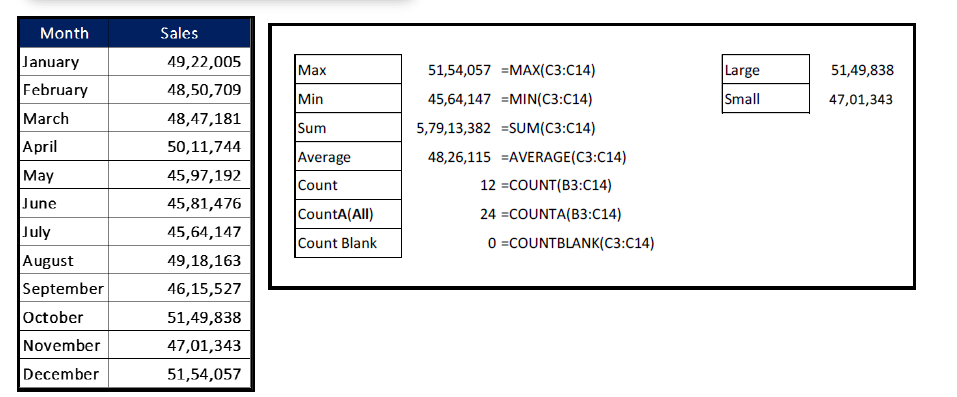 Month Sales
January 49,22,005
February 48,50,709
March 48,47,181
April 50,11,744
May 45,97,192
June 45,81,476
July 45,64,147
August 49,18,163
September 46,15,527
October 51,49,838
November 47,01,343
December 51,54,057
Max 51,54,057 =MAX(C3:C14)
Min 45,64,147 =MIN(C3:C14)
Sum 5,79,13,382 =SUM(C3:C14)
Average 48,26,115 =AVERAGE(C3:C14)
Count 12 =COUNT(B3:C14)
CountA(All) 24 =COUNTA(B3:C14)
Count Blank 0 =COUNTBLANK(C3:C14)
Large 51,49,838
Small 47,01,343